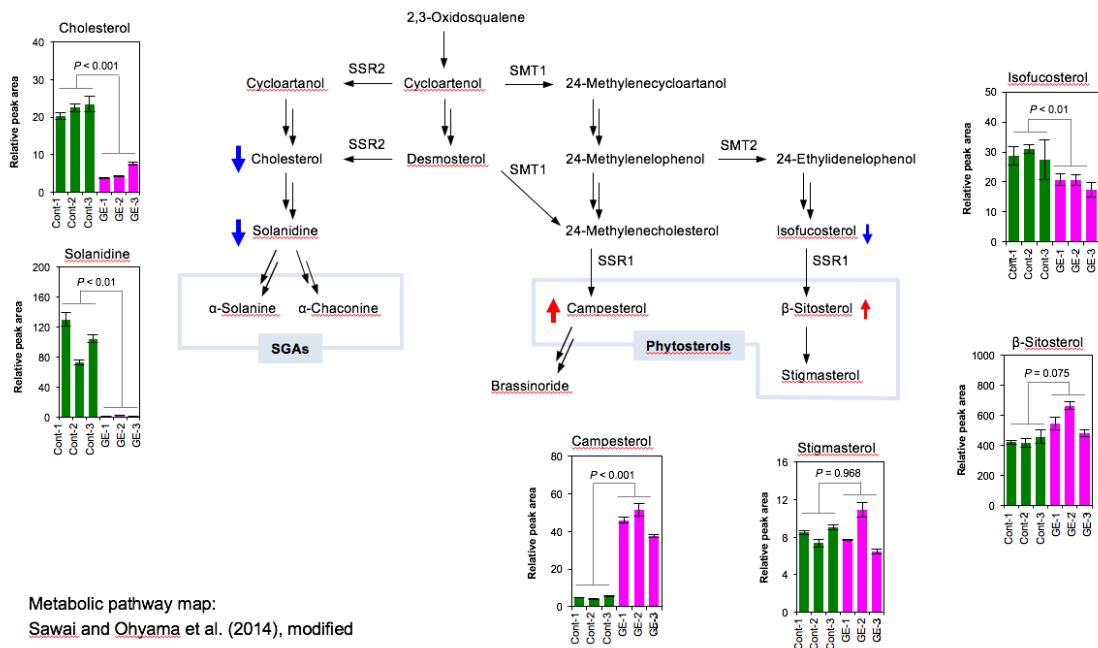 2,3-Oxidosqualene
Cycloartanol
SSR2
Cycloartenol
SMT1
24-Methylenecycloartanol
Cholesterol
SSR2
Desmosterol
SMT1
24-Methylenelophenol
SMT2
24-Ethylidenelophenol
Solanidine
24-Methylenecholesterol
Isofucosterol
SSR1
SSR1
α-Solanine
α-Chaconine
SGAs
Campesterol
β-Sitosterol
Phytosterols
Brassinoride
Stigmasterol
Cholesterol
Relative peak area
40
30
20
10
0
P < 0.001
Cont-1
Cont-2
Cont-3
GE-1
GE-2
GE-3
Solanidine
Relative peak area
200
160
120
80
40
0
P < 0.01
Cont-1
Cont-2
Cont-3
GE-1
GE-2
GE-3
Isofucosterol
Relative peak area
50
40
30
20
10
0
P < 0.01
Cont-2
Cont-3
GE-1
GE-2
GE-3
β-Sitosterol
Relative peak area
1000
800
600
400
200
0
P = 0.075
Cont-1
Cont-2
Cont-3
GE-1
GE-2
GE-3
Campesterol
Relative peak area
80
60
40
20
0
P < 0.001
Cont-1
Cont-2
Cont-3
GE-1
GE-2
GE-3
Stigmasterol
Relative peak area
16
12
8
4
0
P = 0.968
Cont-1
Cont-2
Cont-3
GE-1
GE-2
GE-3
Metabolic pathway map:
Sawai and Ohyama et al. (2014), modified